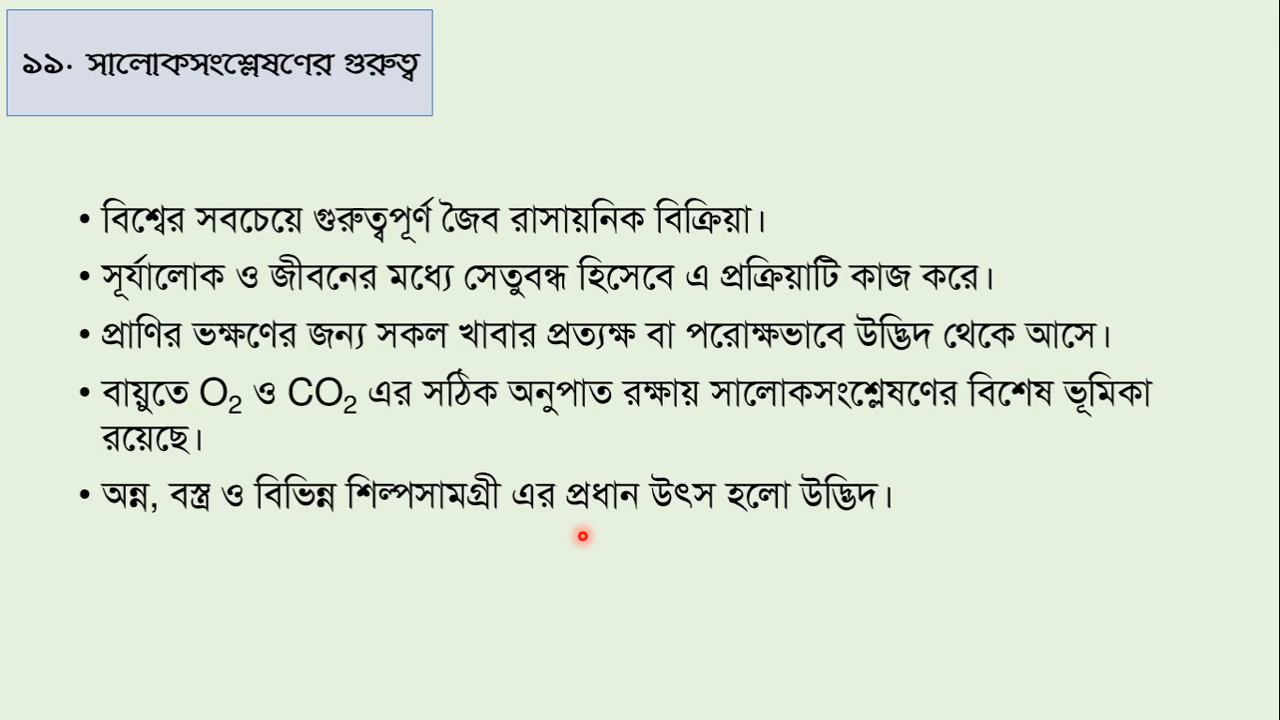 ১১. সালোকসংশ্লেষণের গুরুত্ব
• বিশ্বের সবচেয়ে গুরুত্বপূর্ণ জৈব রাসায়নিক বিক্রিয়া।
• সূর্যালোক ও জীবনের মধ্যে সেতুবন্ধ হিসেবে এ প্রক্রিয়াটি কাজ করে।
• প্রাণির ভক্ষণের জন্য সকল খাবার প্রত্যক্ষ বা পরোক্ষভাবে উদ্ভিদ থেকে আসে।
• বায়ুতে O₂ ও CO₂ এর সঠিক অনুপাত রক্ষায় সালোকসংশ্লেষণের বিশেষ ভূমিকা
রয়েছে।
• অন্ন, বস্ত্র ও বিভিন্ন শিল্পসামগ্রী এর প্রধান উৎস হলো উদ্ভিদ।